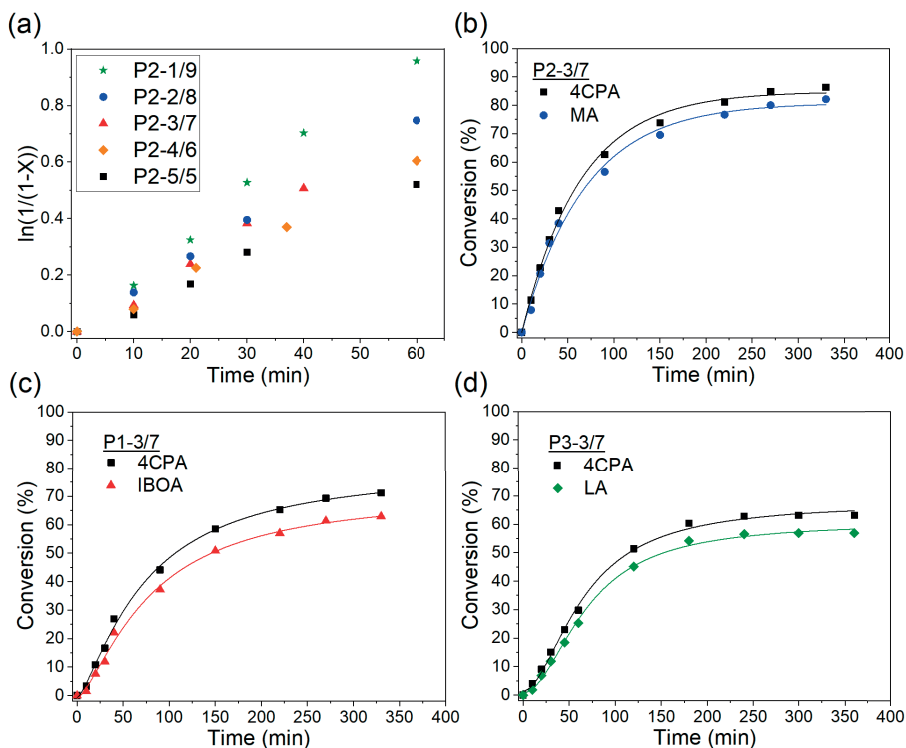 (a)
ln(1/(1-X))
1.0
0.8
0.6
0.4
0.2
0.0
P2-1/9
P2-2/8
P2-3/7
P2-4/6
P2-5/5
0 10 20 30 40 50 60
Time (min)
(b)
Conversion (%)
100
90
80
70
60
50
40
30
20
10
0
P2-3/7
4CPA
MA
0 50 100 150 200 250 300 350 400
Time (min)
(c)
Conversion (%)
100
90
80
70
60
50
40
30
20
10
0
P1-3/7
4CPA
IBOA
0 50 100 150 200 250 300 350 400
Time (min)
(d)
Conversion (%)
100
90
80
70
60
50
40
30
20
10
0
P3-3/7
4CPA
LA
0 50 100 150 200 250 300 350 400
Time (min)